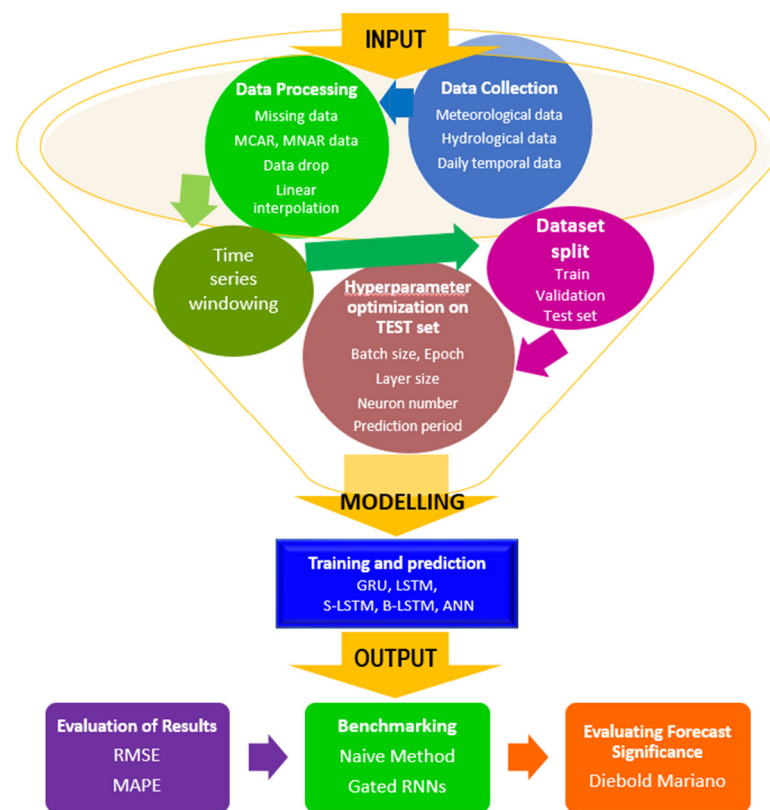 INPUT
Data Collection
Meteorological data
Hydrological data
Daily temporal data
Data Processing
Missing data
MCAR, MNAR data
Data drop
Linear
interpolation
Time
series
windowing
Dataset
split
Train
Validation
Test set
Hyperparameter
optimization on
TEST set
Batch size, Epoch
Layer size
Neuron number
Prediction period
MODELLING
Training and prediction
GRU, LSTM,
S-LSTM, B-LSTM, ANN
OUTPUT
Evaluation of Results
RMSE
MAPE
Benchmarking
Naive Method
Gated RNNs
Evaluating Forecast
Significance
Diebold Mariano